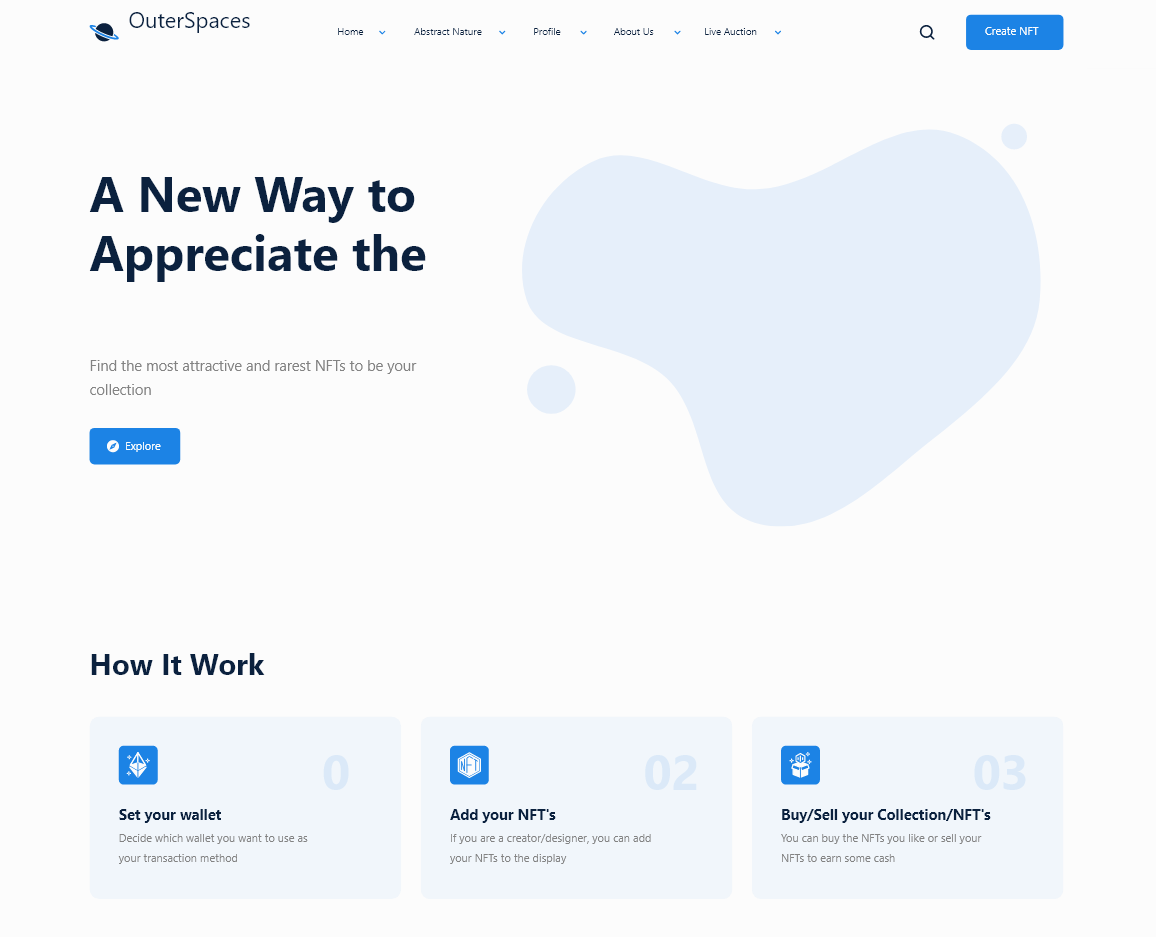 OuterSpaces
Home
Abstract Nature
Profile
About Us
Live Auction
Create NFT
A New Way to
Appreciate the
Find the most attractive and rarest NFTs to be your
collection
Explore
How It Work
0
Set your wallet
Decide which wallet you want to use as
your transaction method
NFT
02
Add your NFT's
If you are a creator/designer, you can add
your NFTs to the display
03
Buy/Sell your Collection/NFT's
You can buy the NFTs you like or sell your
NFTs to earn some cash